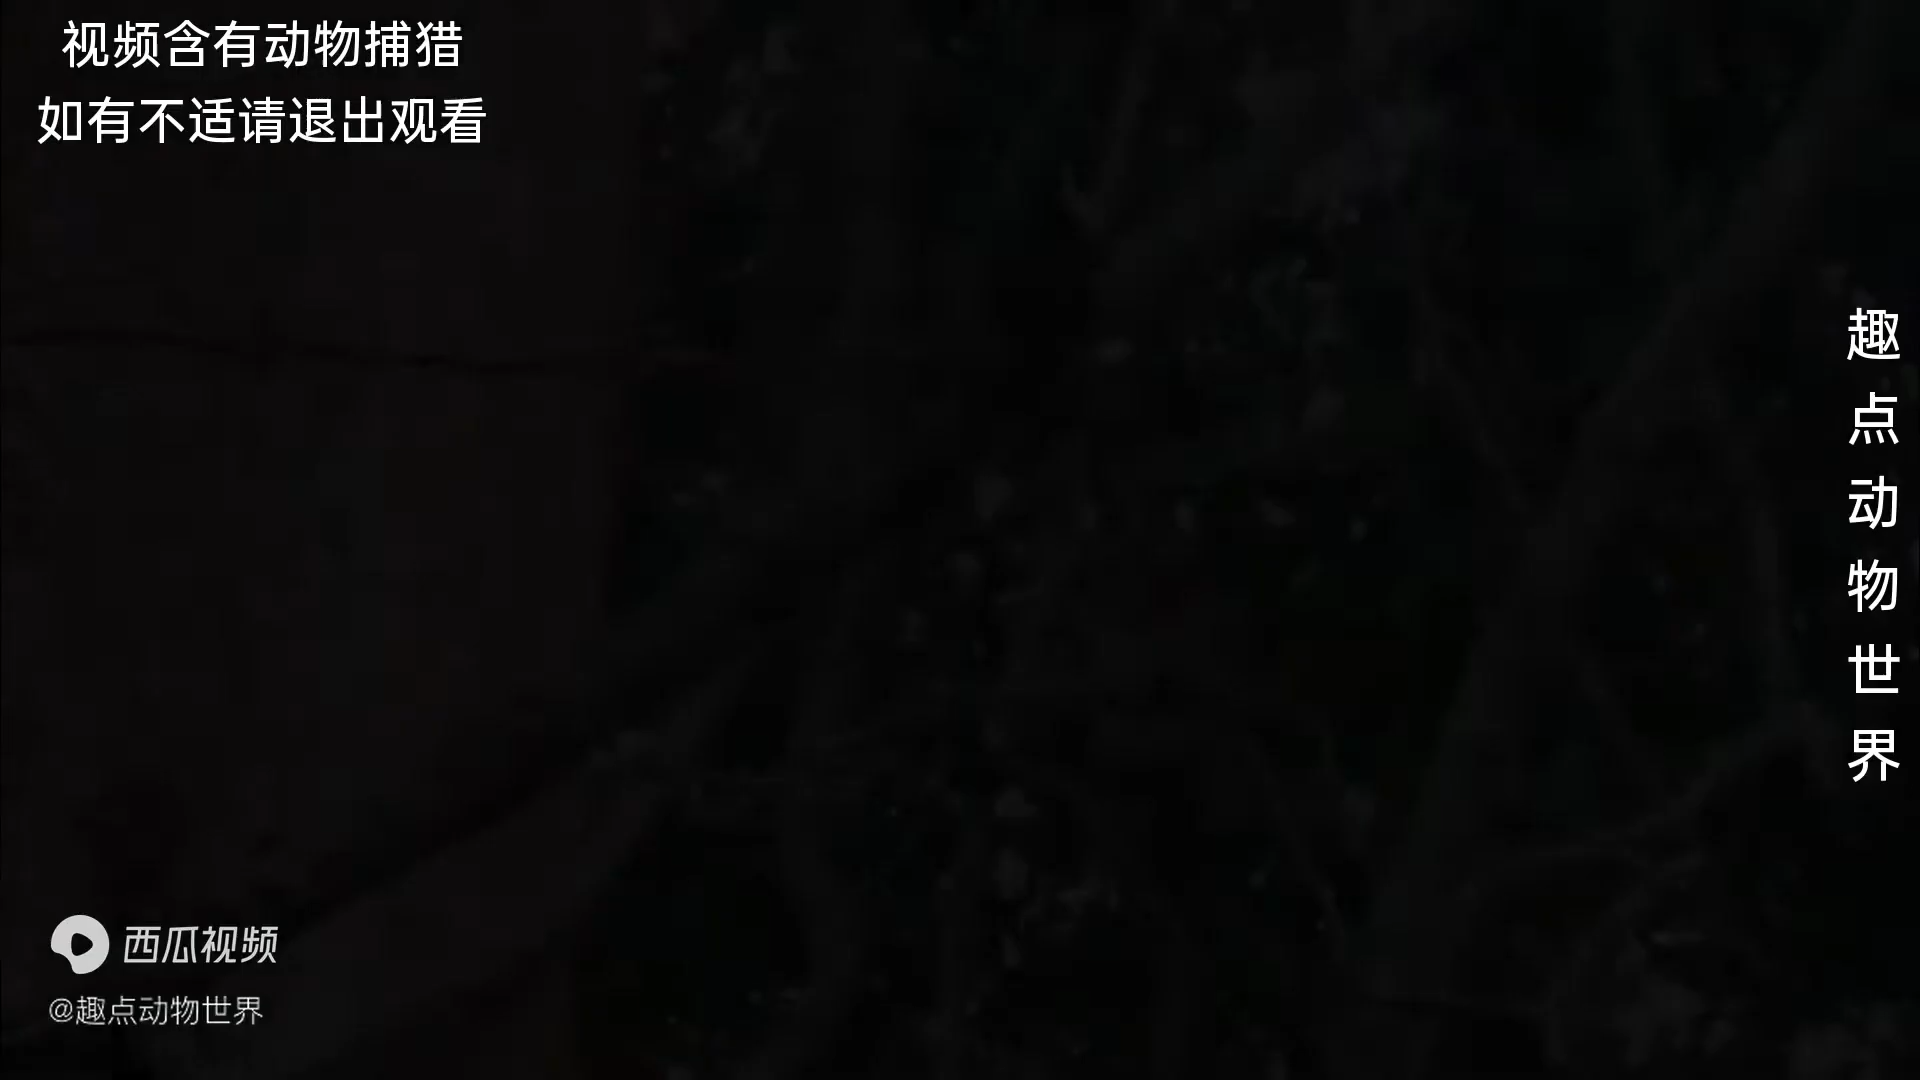 视频含有动物捕猎
如有不适请退出观看
趣点动物世界
西瓜视频
@趣点动物世界